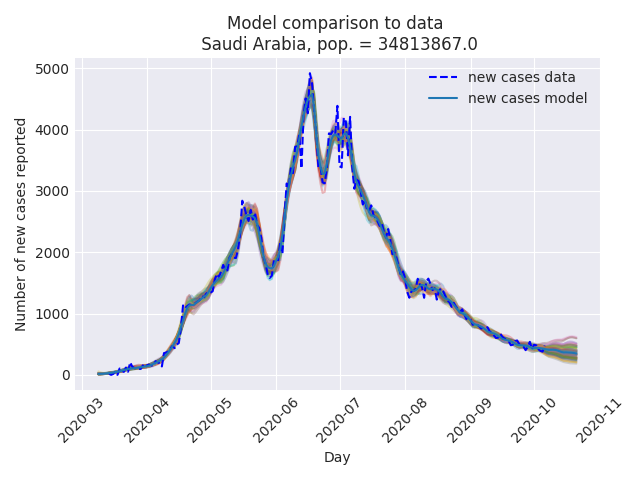 Model comparison to data
Saudi Arabia, pop. = 34813867.0
new cases data
new cases model
Number of new cases reported
5000
4000
3000
2000
1000
0
2020-03
2020-04
2020-05
2020-06
2020-07
2020-08
2020-09
2020-10
2020-11
Day